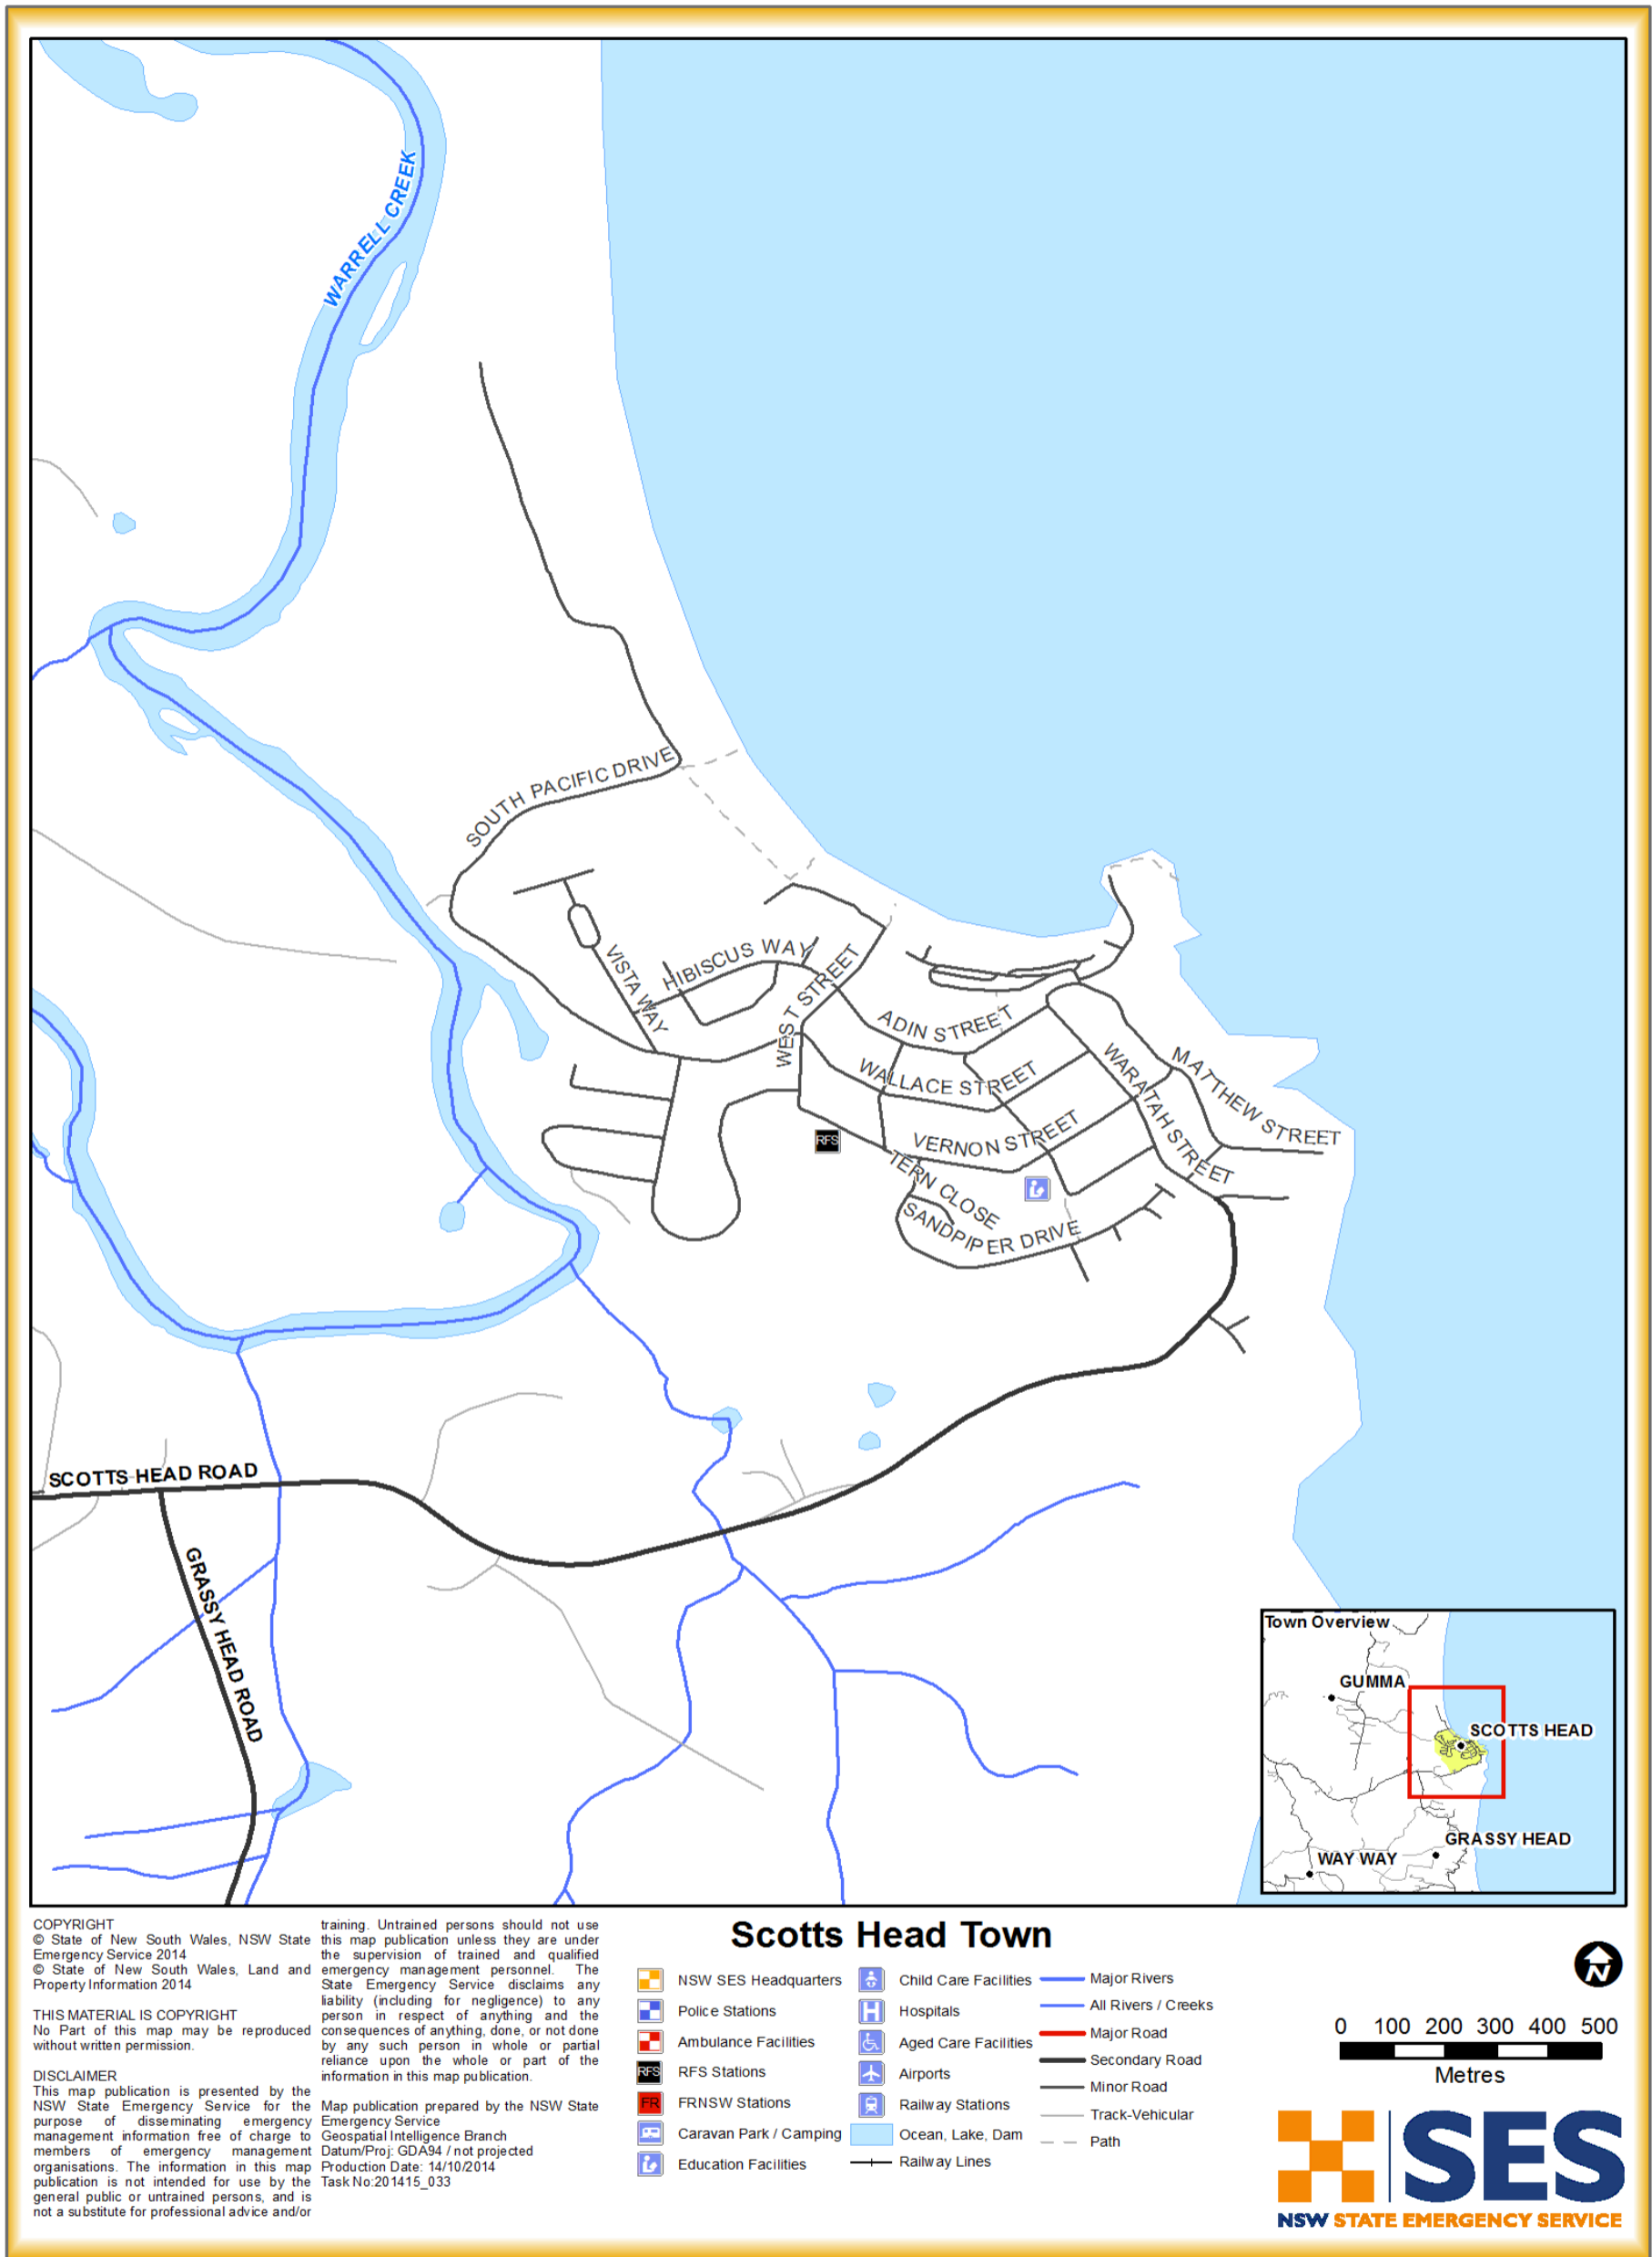 WARRELL CREEK
SOUTH PACIFIC DRIVE
VISTA WAY
HIBISCUS WAY
WEST STREET
ADIN STREET
WALLACE STREET
WARATAH STREET
MATTHEW STREET
RFS
VERNON STREET
TERN CLOSE
SANDPIPER DRIVE
SCOTTS HEAD ROAD
GRASSY HEAD ROAD
Town Overview
GUMMA
SCOTTS HEAD
GRASSY HEAD
WAY WAY
COPYRIGHT
© State of New South Wales, NSW State
Emergency Service 2014
© State of New South Wales, Land and
Property Information 2014
THIS MATERIAL IS COPYRIGHT
No Part of this map may be reproduced
without written permission.
DISCLAIMER
This map publication is presented by the
NSW State Emergency Service for the
purpose of disseminating emergency
management information free of charge to
members of emergency management
organisations. The information in this map
publication is not intended for use by the
general public or untrained persons, and is
not a substitute for professional advice and/or
training. Untrained persons should not use
this map publication unless they are under
the supervision of trained and qualified
emergency management personnel. The
State Emergency Service disclaims any
liability (including for negligence) to any
person in respect of anything and the
consequences of anything, done, or not done
by any such person in whole or partial
reliance upon the whole or part of the
information in this map publication.
Map publication prepared by the NSW State
Emergency Service
Geospatial Intelligence Branch
Datum/Proj: GDA94 / not projected
Production Date: 14/10/2014
Task No:201415_033
Scotts Head Town
NSW SES Headquarters
Police Stations
Ambulance Facilities
RFS RFS Stations
FR FRNSW Stations
Caravan Park / Camping
Education Facilities
Child Care Facilities
H Hospitals
Aged Care Facilities
Airports
Railway Stations
Ocean, Lake, Dam
Railway Lines
Major Rivers
All Rivers / Creeks
Major Road
Secondary Road
Minor Road
Track-Vehicular
Path
N
0 100 200 300 400 500
Metres
SES
NSW STATE EMERGENCY SERVICE